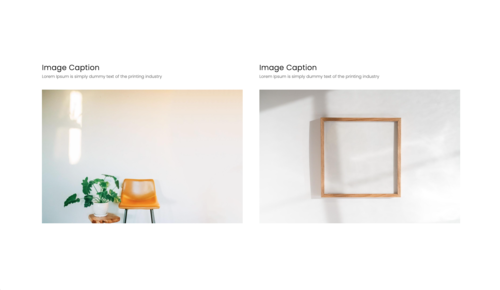 Image Caption
Lorem Ipsum is simply dummy text of the printing industry
Image Caption
Lorem Ipsum is simply dummy text of the printing industry